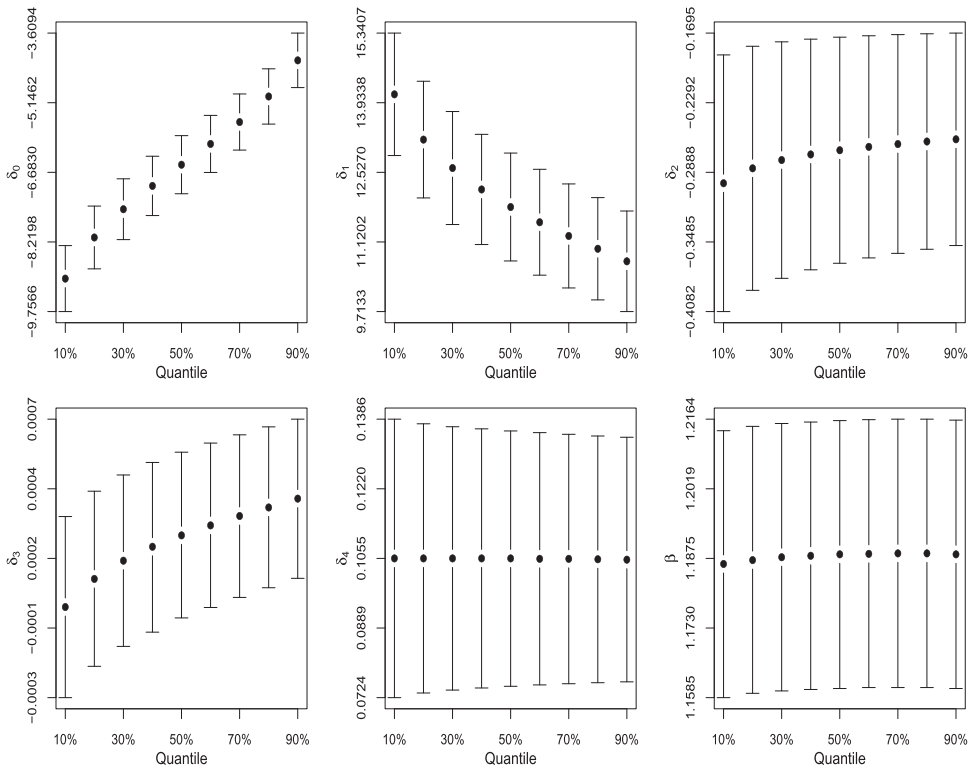 δ0
−3.6094
−5.1462
−6.6830
−8.2198
−9.7566
10% 30% 50% 70% 90%
Quantile
δ1
15.3407
13.9338
12.5270
11.1202
9.7133
10% 30% 50% 70% 90%
Quantile
δ2
−0.1695
−0.2292
−0.2888
−0.3485
−0.4082
10% 30% 50% 70% 90%
Quantile
δ3
0.0007
0.0004
0.0002
−0.0001
−0.0003
10% 30% 50% 70% 90%
Quantile
δ4
0.1386
0.1220
0.1055
0.0889
0.0724
10% 30% 50% 70% 90%
Quantile
β
1.2164
1.2019
1.1875
1.1730
1.1585
10% 30% 50% 70% 90%
Quantile